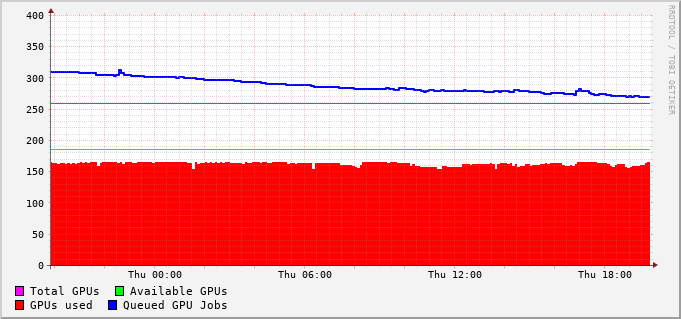 400
350
300
250
200
150
100
50
0
Thu 00:00 Thu 06:00 Thu 12:00 Thu 18:00
Total GPUs Available GPUs
GPUs used Queued GPU Jobs
RRDTOOL / TOBI OETIKER